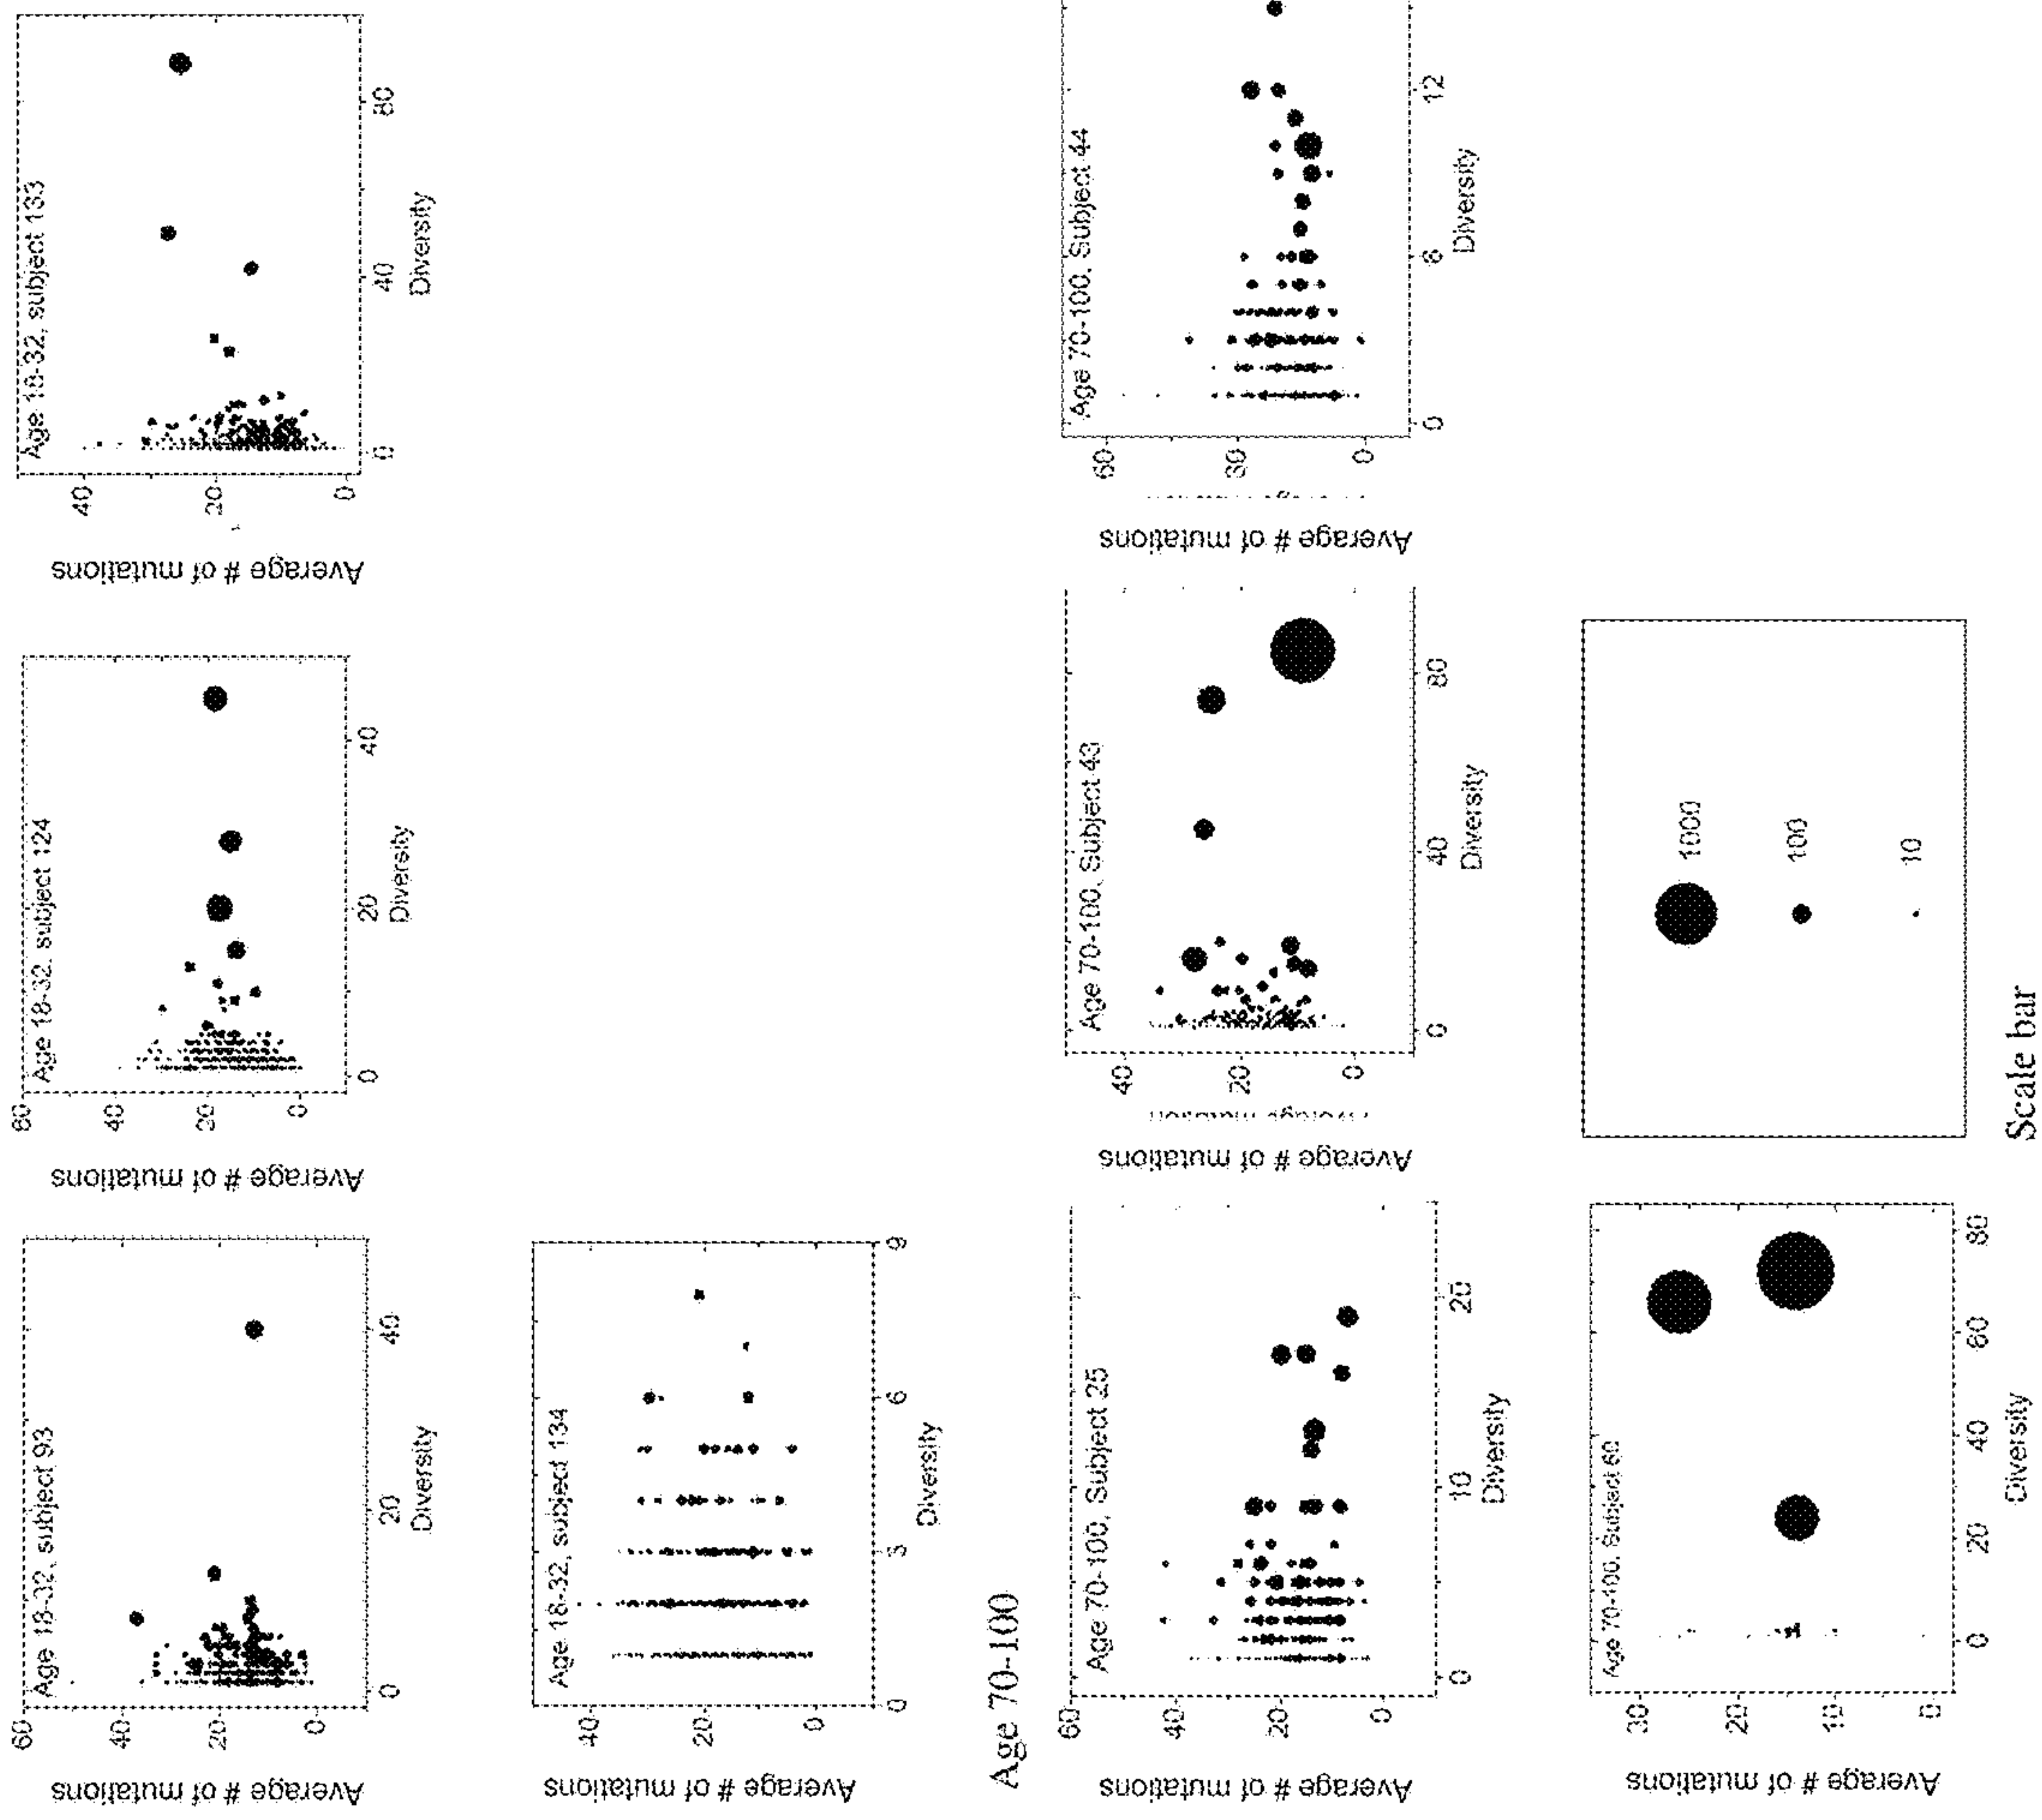 Age 18-32, subject 93
60
40
20
0
Average # of mutations
0
20
40
Diversity
Age 18-32, subject 124
60
40
20
0
Average # of mutations
0
20
40
Diversity
Age 18-32, subject 133
40
20
0
Average # of mutations
0
40
80
Diversity
Age 18-32, subject 134
40
20
0
Average # of mutations
0
3
6
9
Diversity
Age 70-100
Age 70-100, Subject 25
60
40
20
0
Average # of mutations
0
10
20
Diversity
Age 70-100, Subject 43
40
20
0
Average # of mutations
0
40
80
Diversity
Age 70-100, Subject 44
60
30
0
Average # of mutations
0
6
12
Diversity
Age 70-100, Subject 60
30
20
10
0
Average # of mutations
0
20
40
60
80
Diversity
1000
100
10
Scale bar